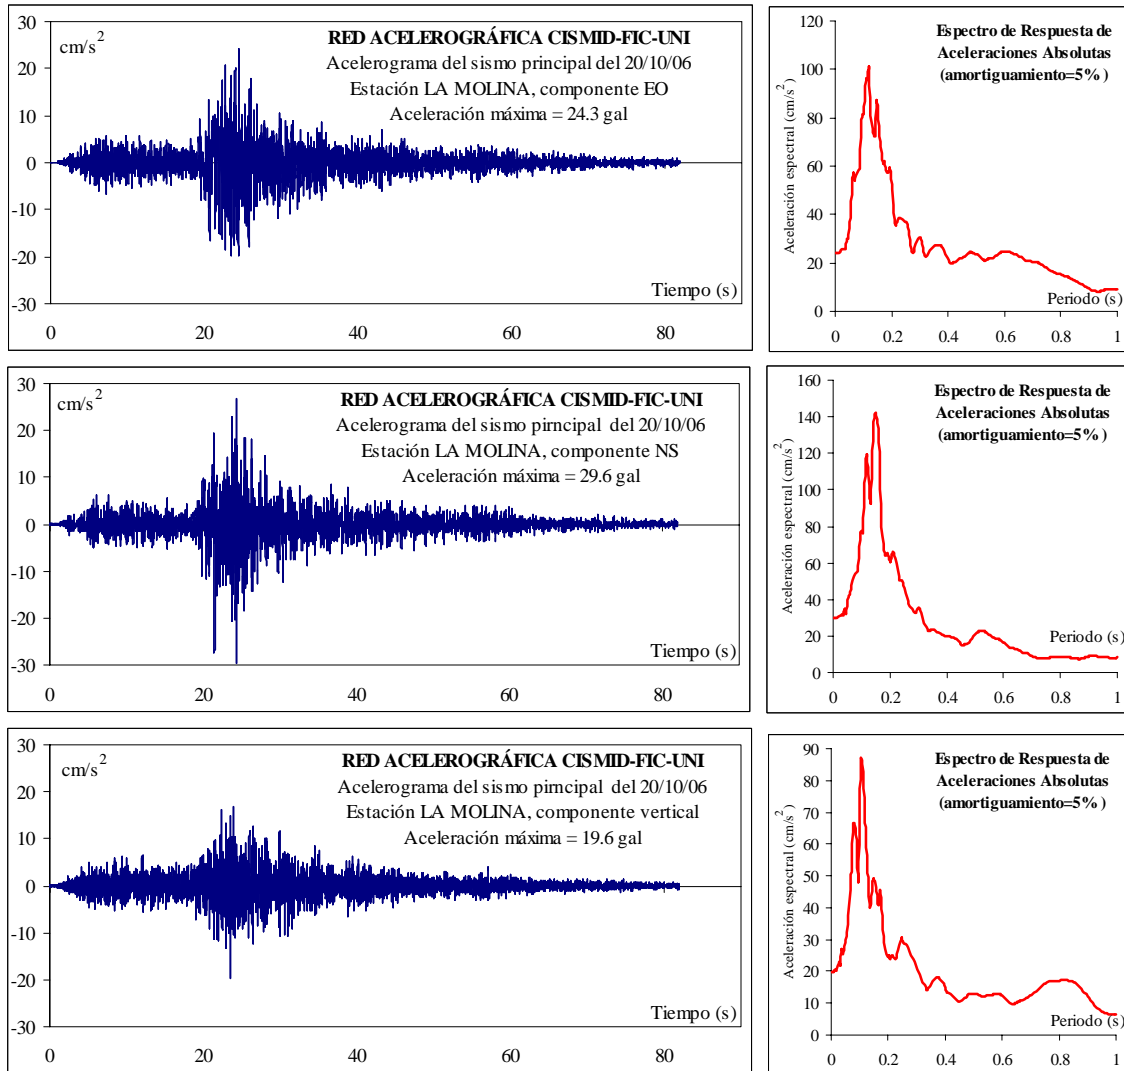 cm/s2
RED ACELEROGRÁFICA CISMID-FIC-UNI
Acelerograma del sismo principal del 20/10/06
Estación LA MOLINA, componente EO
Aceleración máxima = 24.3 gal
30
20
10
0
-10
-20
-30
Tiempo (s)
0 20 40 60 80
Espectro de Respuesta de
Aceleraciones Absolutas
(amortiguamiento=5%)
Aceleración espectral (cm/s2)
120
100
80
60
40
20
0
Periodo (s)
0 0.2 0.4 0.6 0.8 1
cm/s2
RED ACELEROGRÁFICA CISMID-FIC-UNI
Acelerograma del sismo pirncipal del 20/10/06
Estación LA MOLINA, componente NS
Aceleración máxima = 29.6 gal
30
20
10
0
-10
-20
-30
Tiempo (s)
0 20 40 60 80
Espectro de Respuesta de
Aceleraciones Absolutas
(amortiguamiento=5%)
Aceleración espectral (cm/s2)
160
140
120
100
80
60
40
20
0
Periodo (s)
0 0.2 0.4 0.6 0.8 1
cm/s2
RED ACELEROGRÁFICA CISMID-FIC-UNI
Acelerograma del sismo pirncipal del 20/10/06
Estación LA MOLINA, componente vertical
Aceleración máxima = 19.6 gal
30
20
10
0
-10
-20
-30
Tiempo (s)
0 20 40 60 80
Espectro de Respuesta de
Aceleraciones Absolutas
(amortiguamiento=5%)
Aceleración espectral (cm/s2)
90
80
70
60
50
40
30
20
10
0
Periodo (s)
0 0.2 0.4 0.6 0.8 1